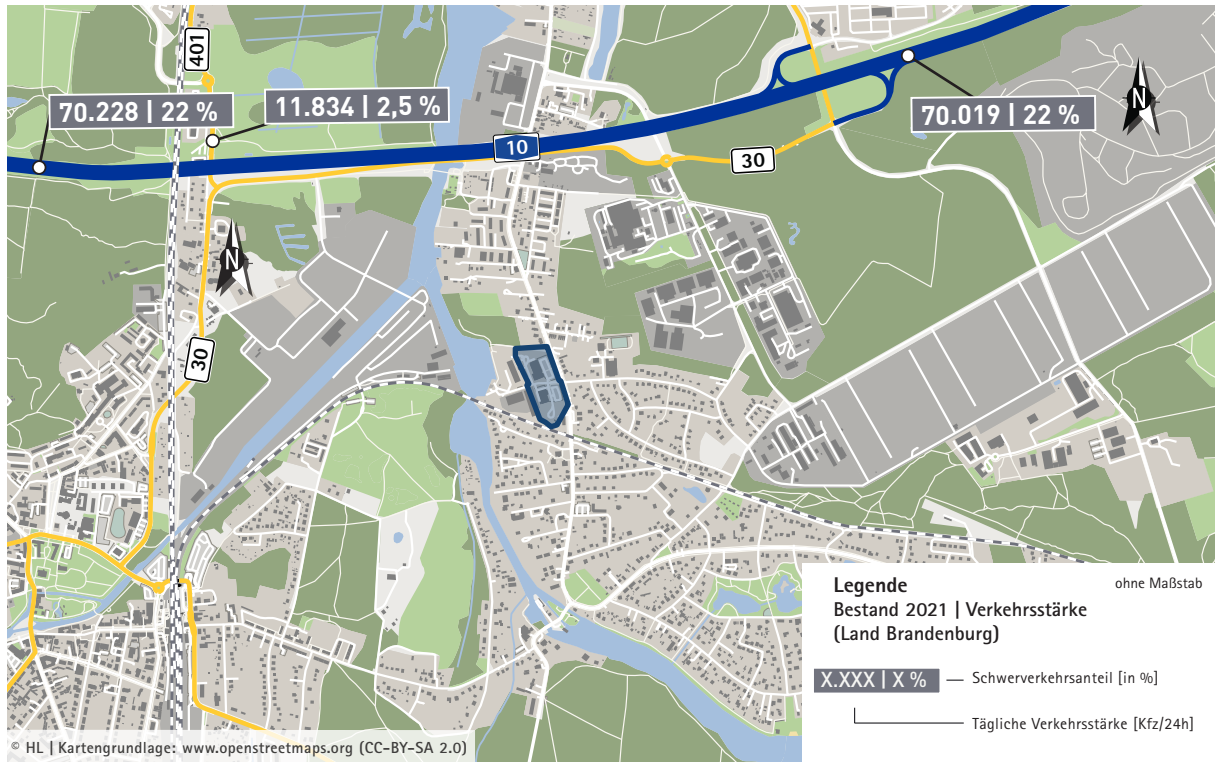 401
70.228 | 22 %
11.834 | 2,5 %
70.019 | 22 %
N
10
30
N
30
Legende
ohne Maßstab
Bestand 2021 | Verkehrsstärke
(Land Brandenburg)
X.XXX | X %
Schwerverkehrsanteil [in %]
Tägliche Verkehrsstärke [Kfz/24h]
© HL | Kartengrundlage: www.openstreetmaps.org (CC-BY-SA 2.0)